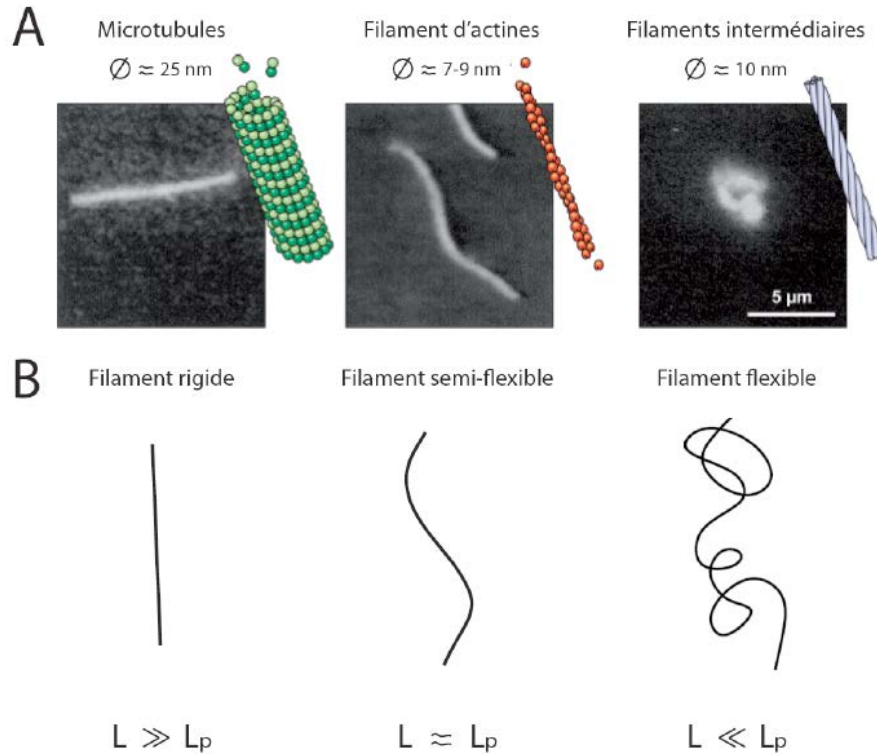 A
Microtubules
Ø ≈ 25 nm
Filament d'actines
Ø ≈ 7-9 nm
Filaments intermédiaires
Ø ≈ 10 nm
5 µm
B
Filament rigide
Filament semi-flexible
Filament flexible
L ≫ Lp
L ≈ Lp
L ≪ Lp